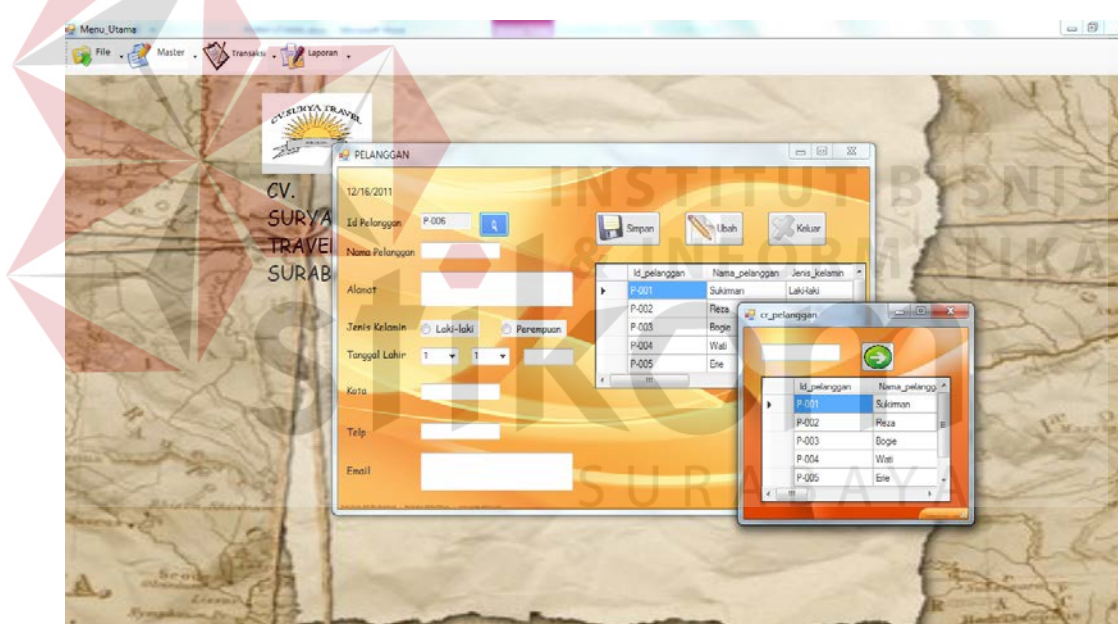 Menu_Utama
File Master Transaksi Laporan
CV.SURYA TRAVEL
CV.
SURYA
TRAVEL
SURAB
PELANGGAN
12/16/2011
Id Pelanggan P-006
Nama Pelanggan
Alamat
Jenis Kelamin Laki-laki Perempuan
Tanggal Lahir 1 1
Kota
Telp
Email
Simpan Ubah Keluar
Id_pelanggan Nama_pelanggan Jenis_kelamin
P-001 Sukirman Laki-laki
P-002 Reza
P-003 Bogie
P-004 Wati
P-005 Erie
cr_pelanggan
Id_pelanggan Nama_pelangg
P-001 Sukirman
P-002 Reza
P-003 Bogie
P-004 Wati
P-005 Erie
INSTITUT BISNIS
& INFORMATIKA
stikom
SURABAYA